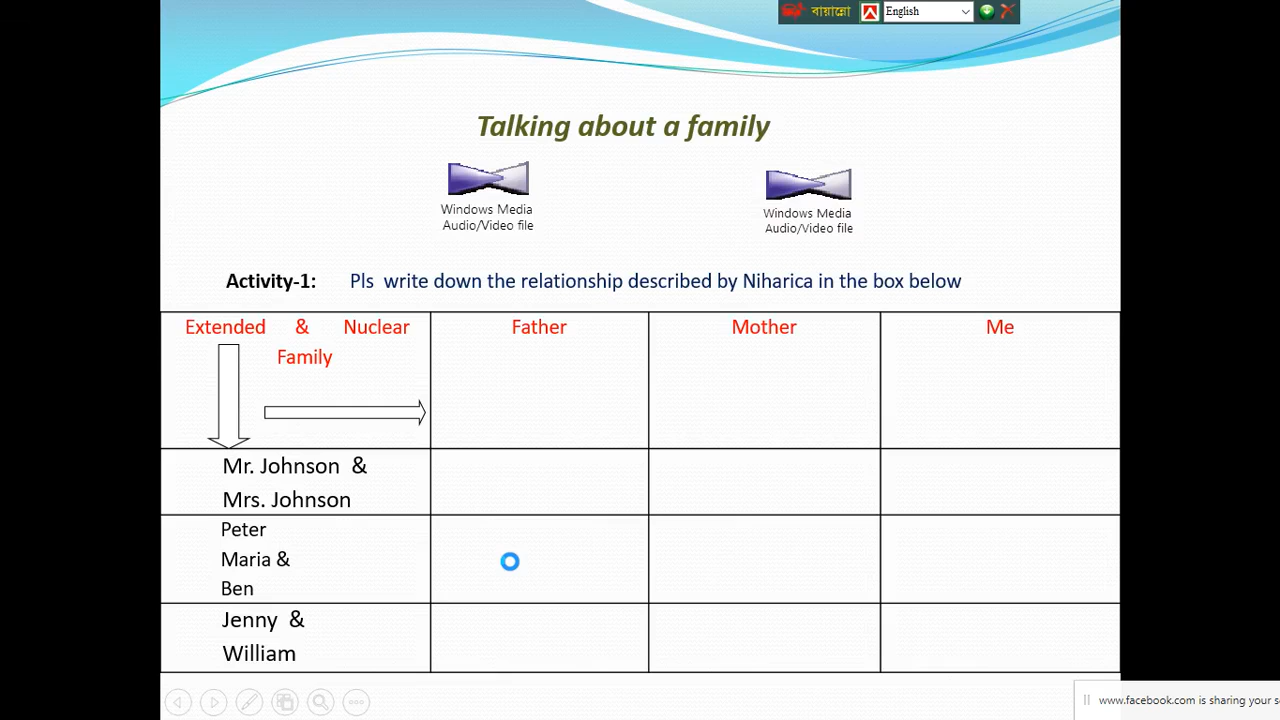 বায়ান্নো English
Talking about a family
Windows Media
Audio/Video file
Windows Media
Audio/Video file
Activity-1: Pls write down the relationship described by Niharica in the box below
Extended & Nuclear
Family
Father
Mother
Me
Mr. Johnson &
Mrs. Johnson
Peter
Maria &
Ben
Jenny &
William
www.facebook.com is sharing your s